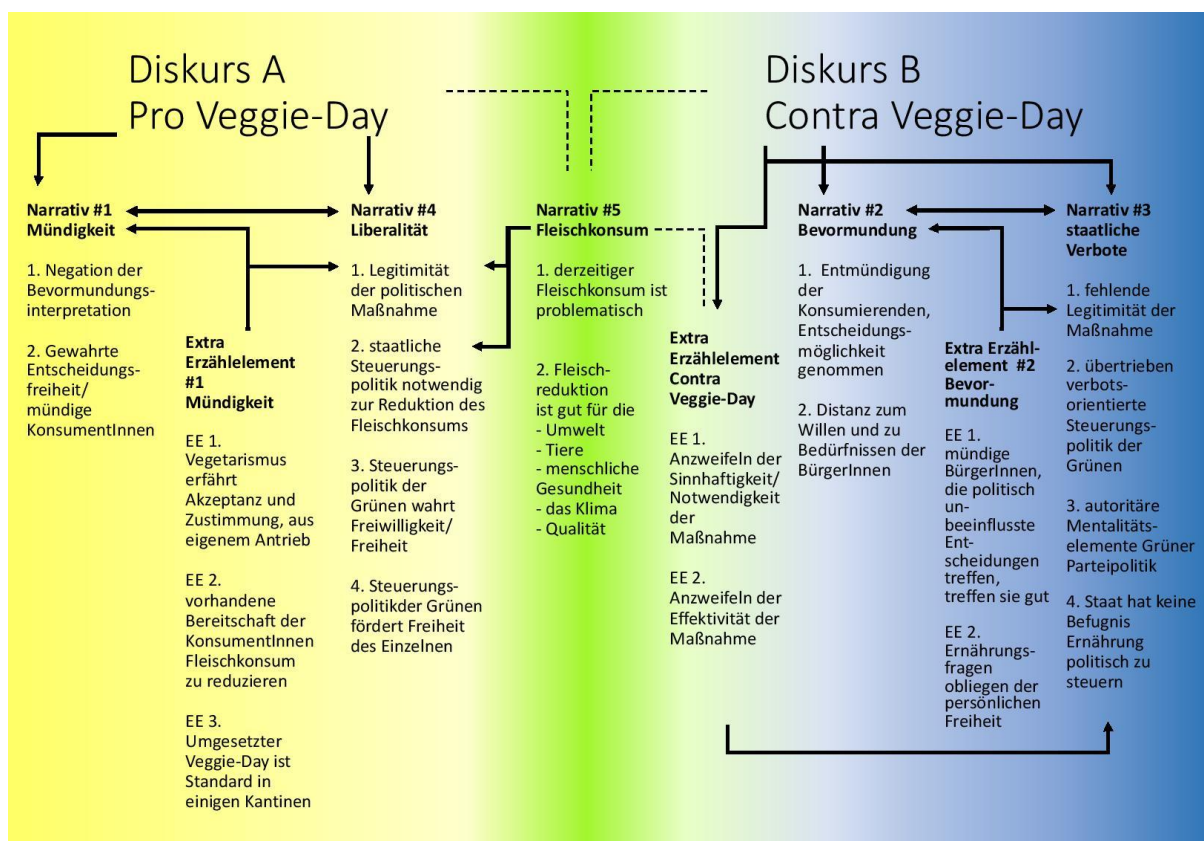 Diskurs A
Pro Veggie-Day
Diskurs B
Contra Veggie-Day
Narrativ #1
Mündigkeit
1. Negation der
Bevormundungs-
interpretation
2. Gewahrte
Entscheidungs-
freiheit/
mündige
KonsumentInnen
Extra
Erzählelement
#1
Mündigkeit
EE 1.
Vegetarismus
erfährt
Akzeptanz und
Zustimmung, aus
eigenem Antrieb
EE 2.
vorhandene
Bereitschaft der
KonsumentInnen
Fleischkonsum
zu reduzieren
EE 3.
Umgesetzter
Veggie-Day ist
Standard in
einigen Kantinen
Narrativ #4
Liberalität
1. Legitimität
der politischen
Maßnahme
2. staatliche
Steuerungs-
politik notwendig
zur Reduktion des
Fleischkonsums
3. Steuerungs-
politik der
Grünen wahrt
Freiwilligkeit/
Freiheit
4. Steuerungs-
politikder Grünen
fördert Freiheit
des Einzelnen
Narrativ #5
Fleischkonsum
1. derzeitiger
Fleischkonsum ist
problematisch
2. Fleisch-
reduktion
ist gut für die
- Umwelt
- Tiere
- menschliche
Gesundheit
- das Klima
- Qualität
Extra
Erzählelement
Contra
Veggie-Day
EE 1.
Anzweifeln der
Sinnhaftigkeit/
Notwendigkeit
der
Maßnahme
EE 2.
Anzweifeln der
Effektivität der
Maßnahme
Narrativ #2
Bevormundung
1. Entmündigung
der
Konsumierenden,
Entscheidungs-
möglichkeit
genommen
2. Distanz zum
Willen und zu
Bedürfnissen der
BürgerInnen
Extra Erzähl-
element #2
Bevor-
mundung
EE 1.
mündige
BürgerInnen,
die politisch
un-
beeinflusste
Ent-
scheidungen
treffen,
treffen sie gut
EE 2.
Ernährungs-
fragen
obliegen der
persönlichen
Freiheit
Narrativ #3
staatliche
Verbote
1. fehlende
Legitimität der
Maßnahme
2. übertrieben
verbots-
orientierte
Steuerungs-
politik der
Grünen
3. autoritäre
Mentalitäts-
elemente Grüner
Parteipolitik
4. Staat hat keine
Befugnis
Ernährung
politisch zu
steuern